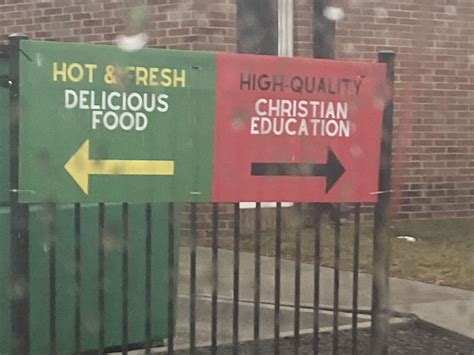 HOT & FRESH
DELICIOUS
FOOD
HIGH-QUALITY
CHRISTIAN
EDUCATION